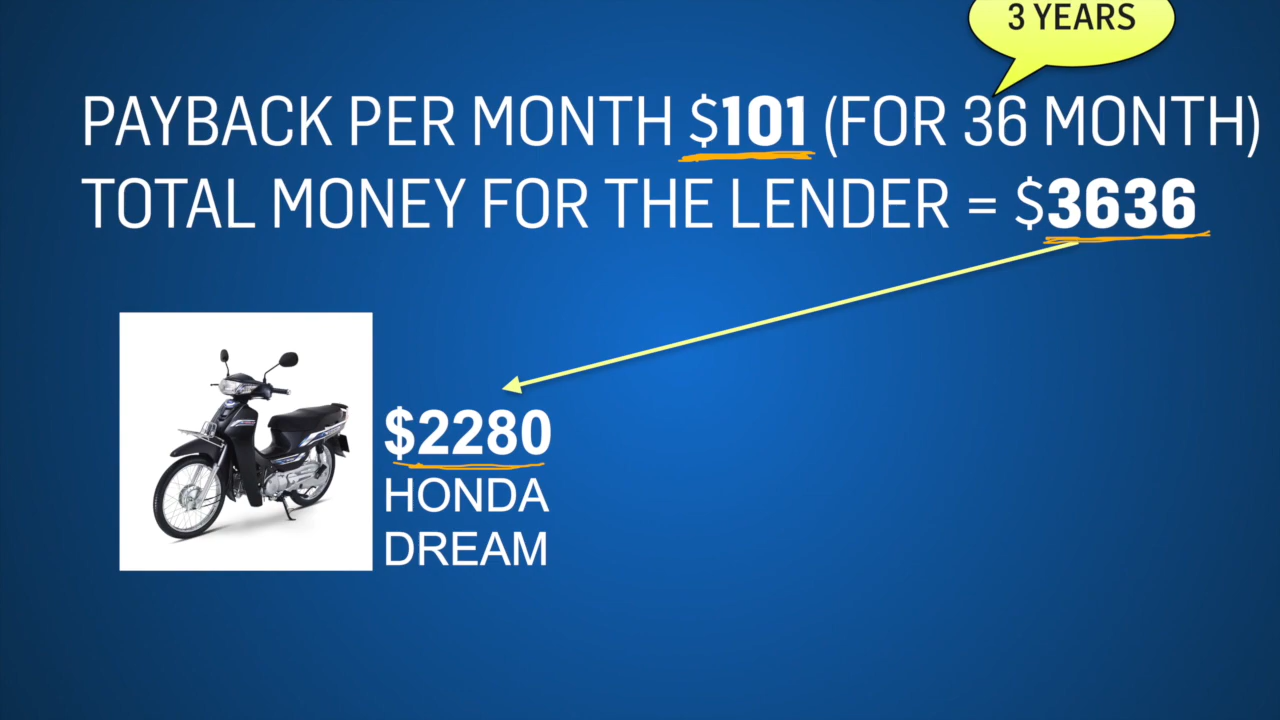 3 YEARS
PAYBACK PER MONTH $101 (FOR 36 MONTH)
TOTAL MONEY FOR THE LENDER = $3636
$2280
HONDA
DREAM